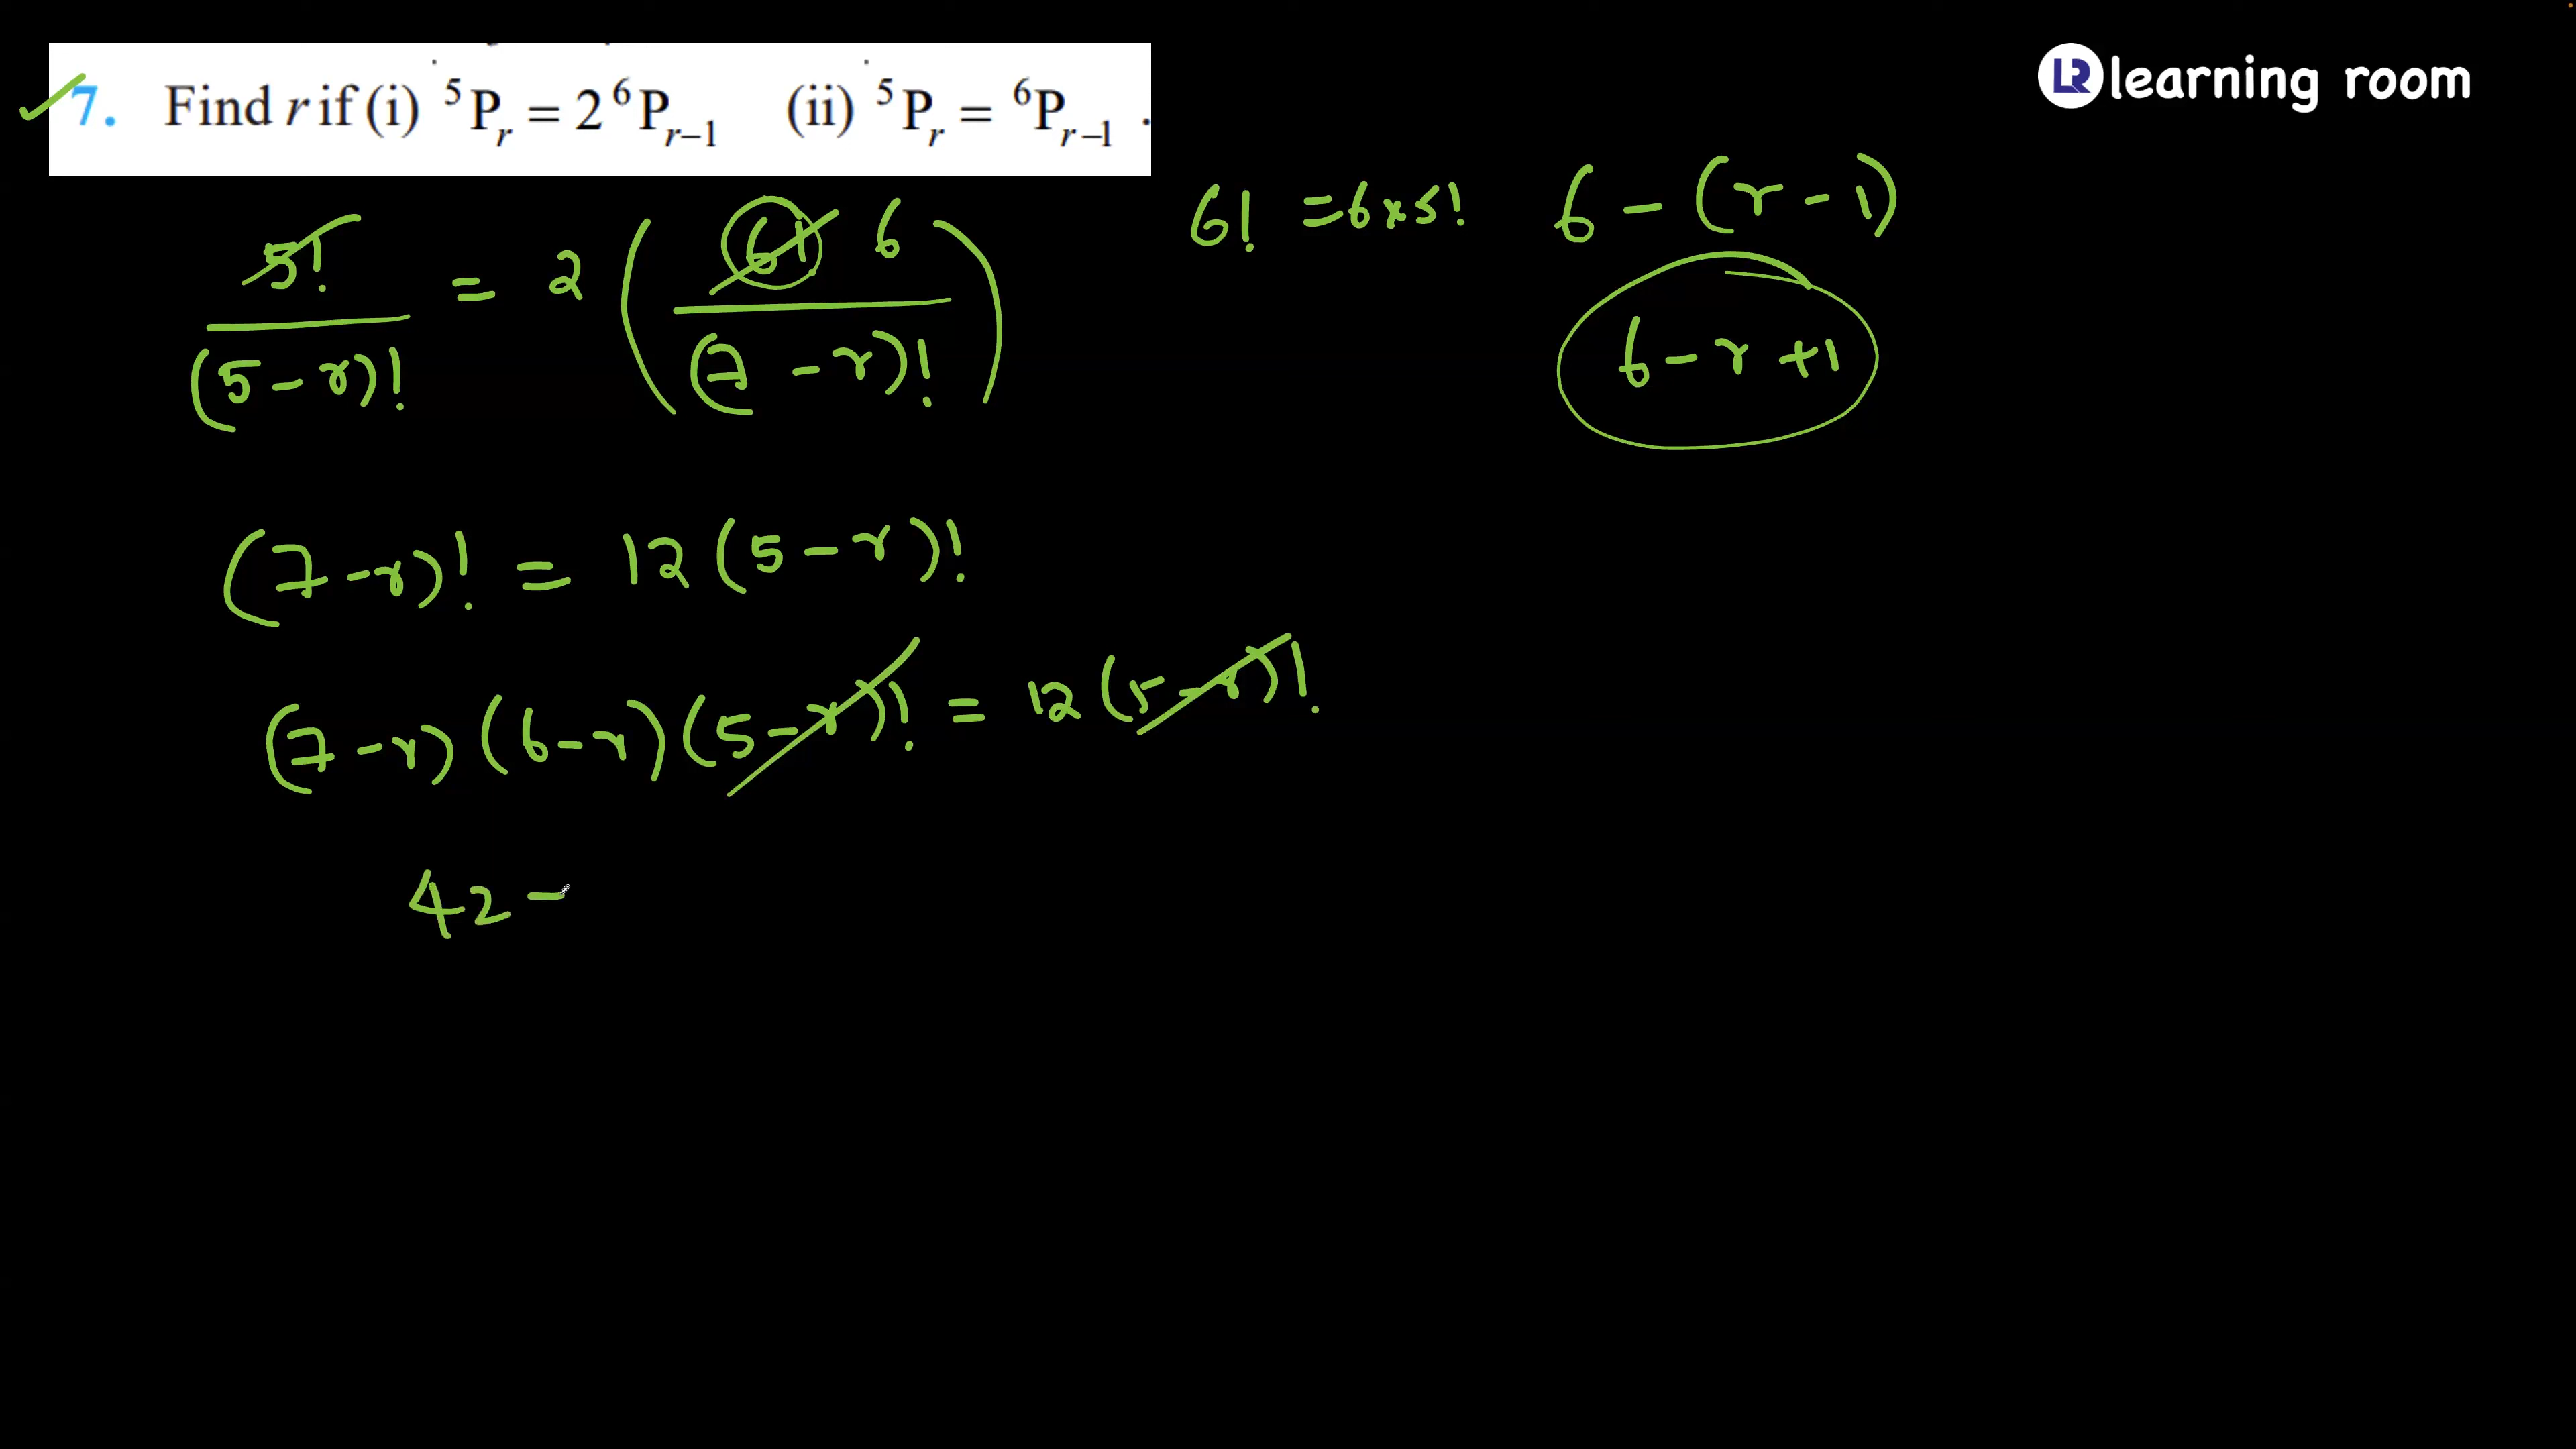 LR learning room
7. Find r if (i) ⁵Pᵣ = 2 ⁶Pᵣ₋₁ (ii) ⁵Pᵣ = ⁶Pᵣ₋₁ .
5!/(5-r)! = 2 (6! 6/(7-r)!)
6! = 6×5!
6-(r-1)
6-r+1
(7-r)! = 12(5-r)!
(7-r)(6-r)(5-r)! = 12(5-r)!
42-